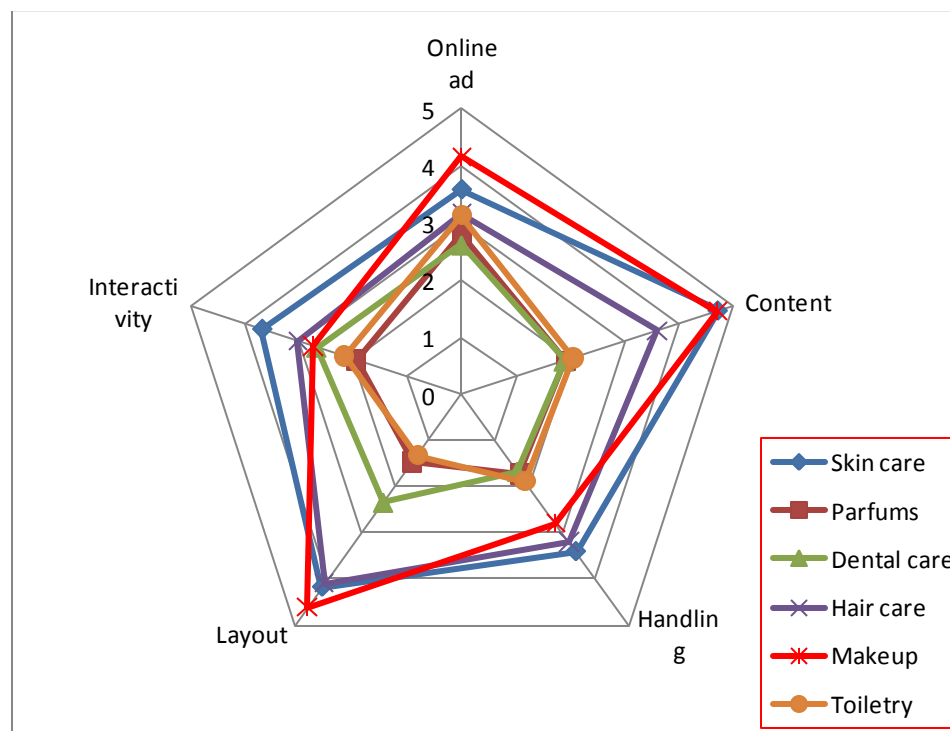 Online
ad
5
4
3
2
1
0
Interacti
vity
Content
Layout
Handlin
g
Skin care
Parfums
Dental care
Hair care
Makeup
Toiletry